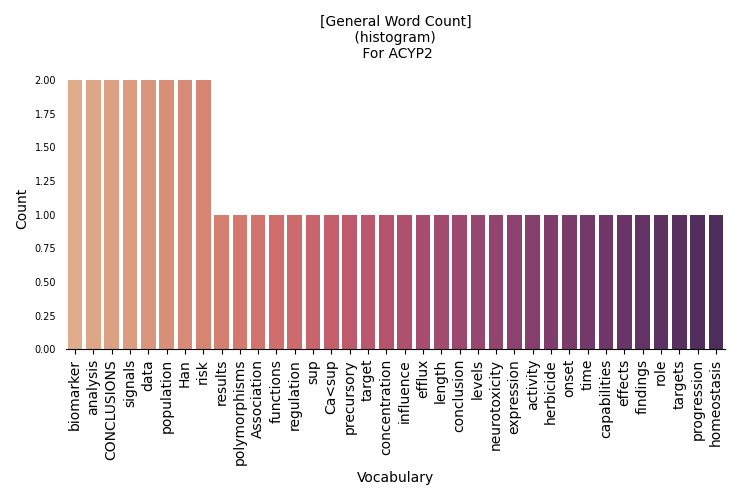 [General Word Count]
(histogram)
For ACYP2
2.00
1.75
1.50
1.25
1.00
0.75
0.50
0.25
0.00
Count
biomarker
analysis
CONCLUSIONS
signals
data
population
Han
risk
results
polymorphisms
Association
functions
regulation
sup
Ca<sup
precursory
target
concentration
influence
efflux
length
conclusion
levels
neurotoxicity
expression
activity
herbicide
onset
time
capabilities
effects
findings
role
targets
progression
homeostasis
Vocabulary